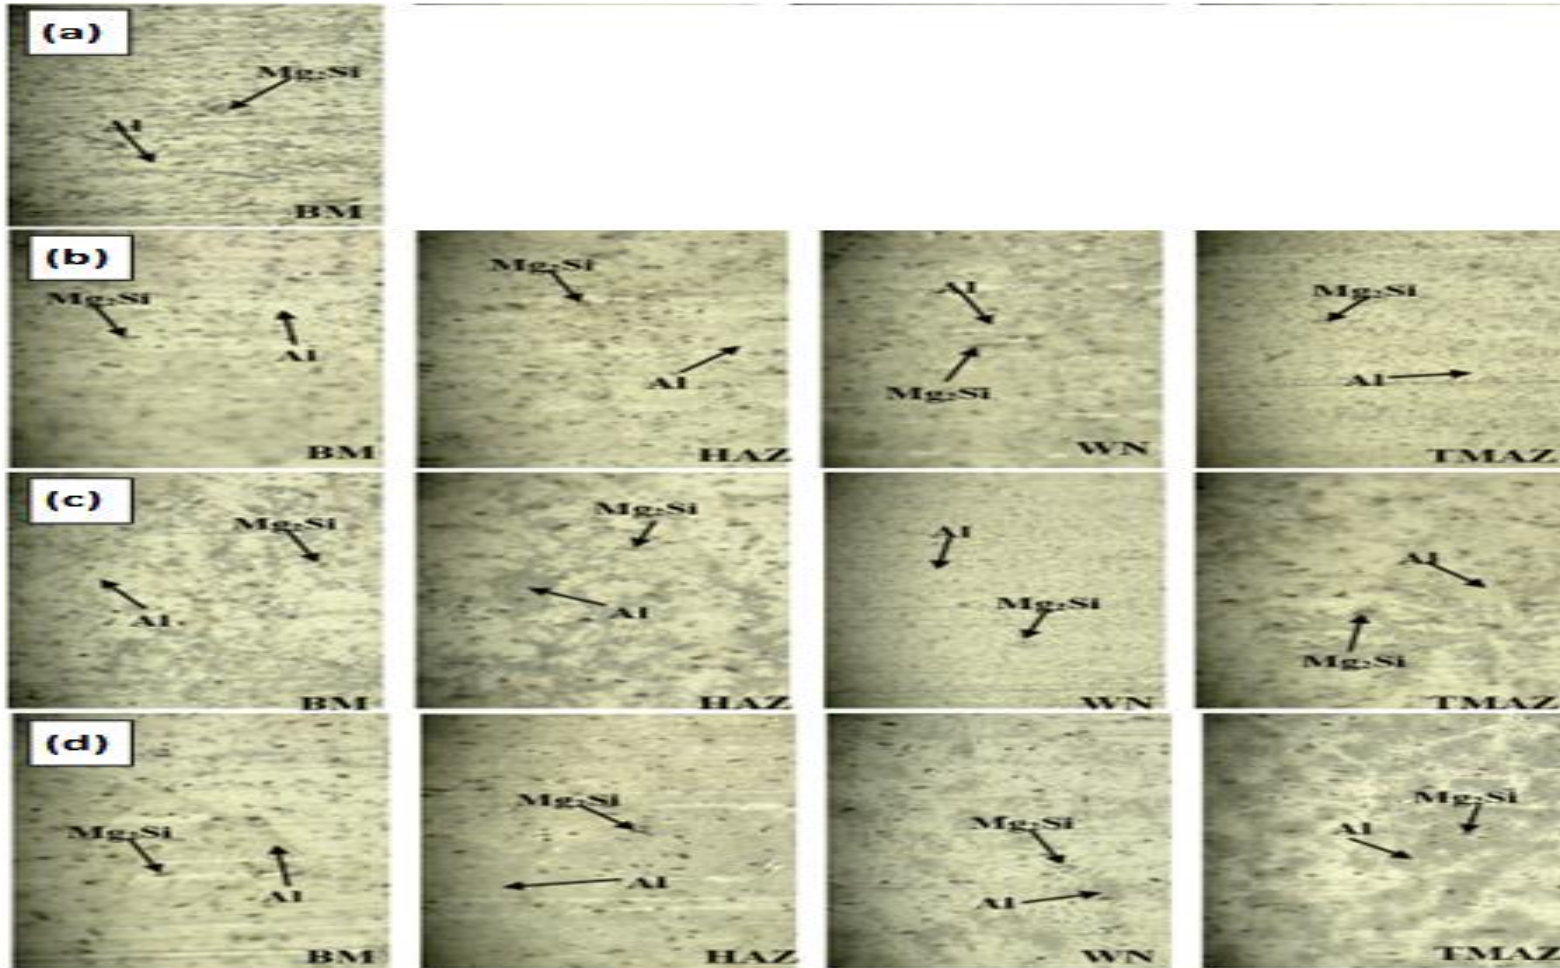 (a)
Mg₂Si
Al
BM
(b)
Mg₂Si
Al
BM
Mg₂Si
Al
HAZ
Al
Mg₂Si
WN
Mg₂Si
Al
TMAZ
(c)
Mg₂Si
Al
BM
Mg₂Si
Al
HAZ
Al
Mg₂Si
WN
Al
Mg₂Si
TMAZ
(d)
Mg₂Si
Al
BM
Mg₂Si
Al
HAZ
Mg₂Si
Al
WN
Mg₂Si
Al
TMAZ